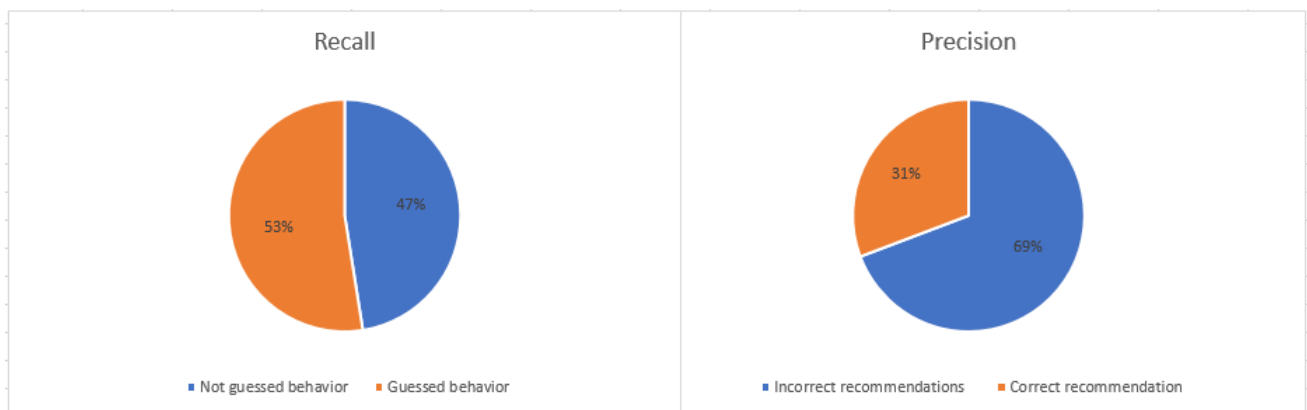 Recall
47%
53%
Not guessed behavior
Guessed behavior
Precision
31%
69%
Incorrect recommendations
Correct recommendation